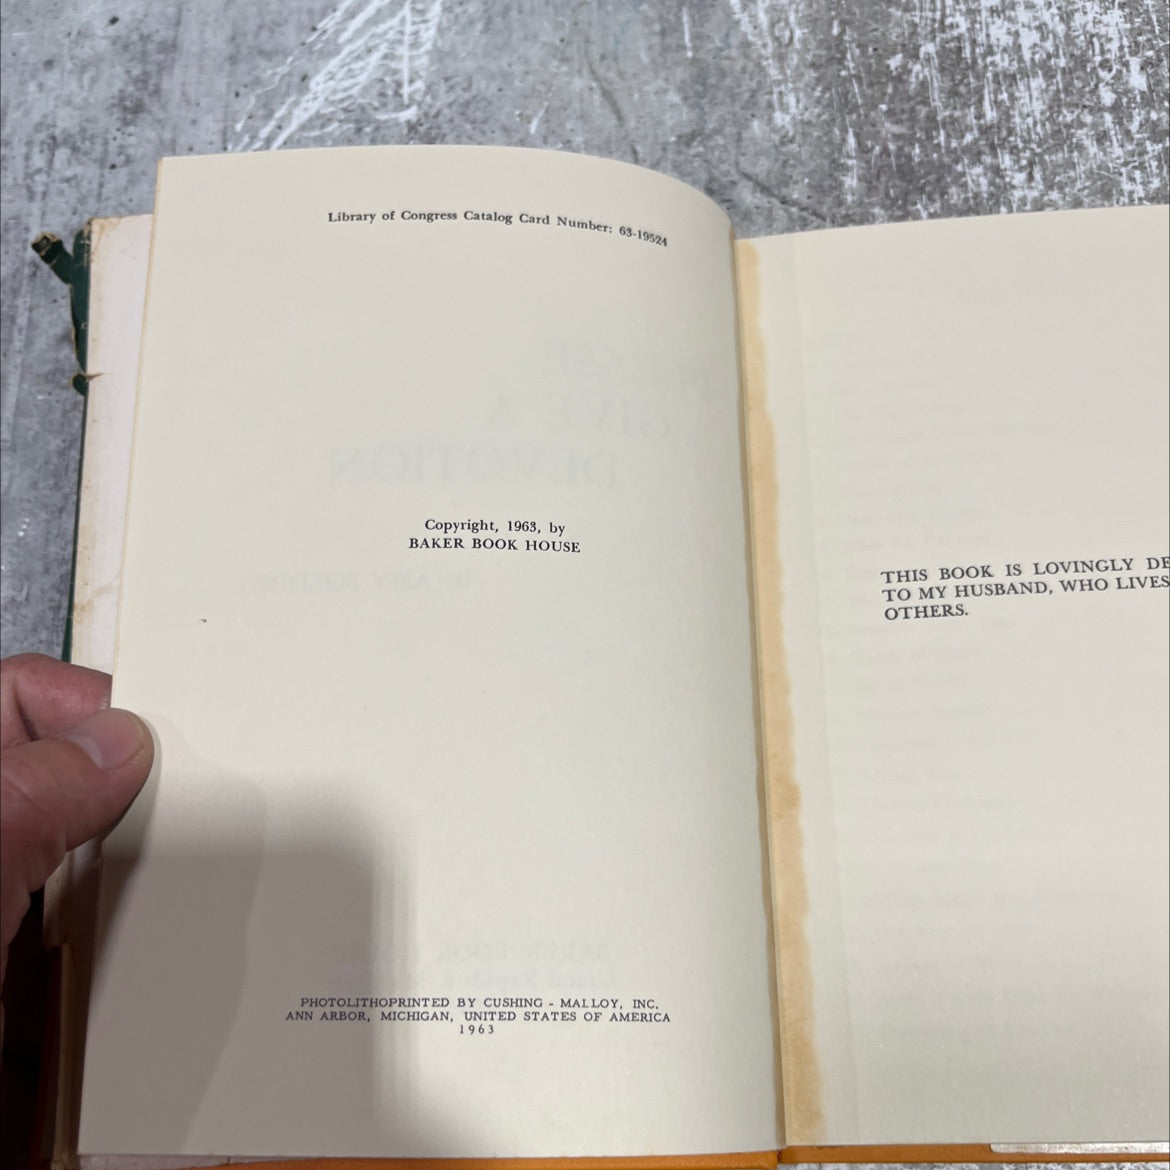 Library of Congress Catalog Card Number: 63-19524
Copyright, 1963, by
BAKER BOOK HOUSE
PHOTOLITHOPRINTED BY CUSHING - MALLOY, INC.
ANN ARBOR, MICHIGAN, UNITED STATES OF AMERICA
1963
THIS BOOK IS LOVINGLY DE
TO MY HUSBAND, WHO LIVES
OTHERS.